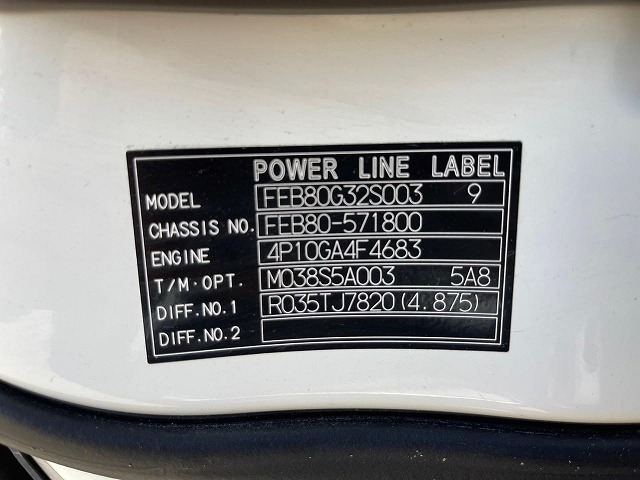 POWER LINE LABEL
MODEL FEB80G32S003 9
CHASSIS NO. FEB80-571800
ENGINE 4P10GA4F4683
T/M·OPT. M038S5A003 5A8
DIFF.NO.1 R035TJ7820(4.875)
DIFF.NO.2